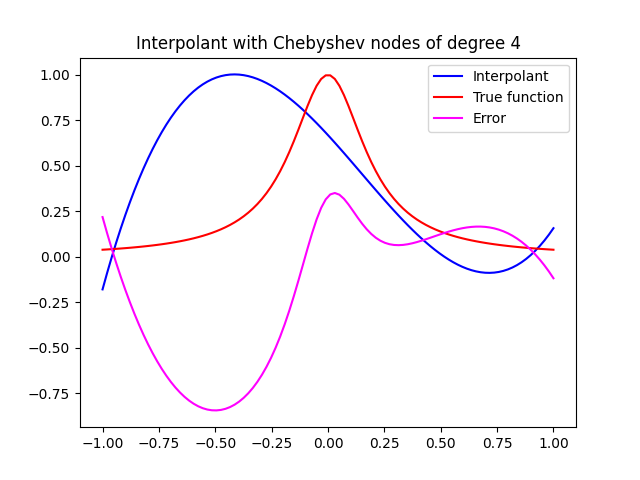 Interpolant with Chebyshev nodes of degree 4
Interpolant
True function
Error
1.00
0.75
0.50
0.25
0.00
−0.25
−0.50
−0.75
−1.00 −0.75 −0.50 −0.25 0.00 0.25 0.50 0.75 1.00